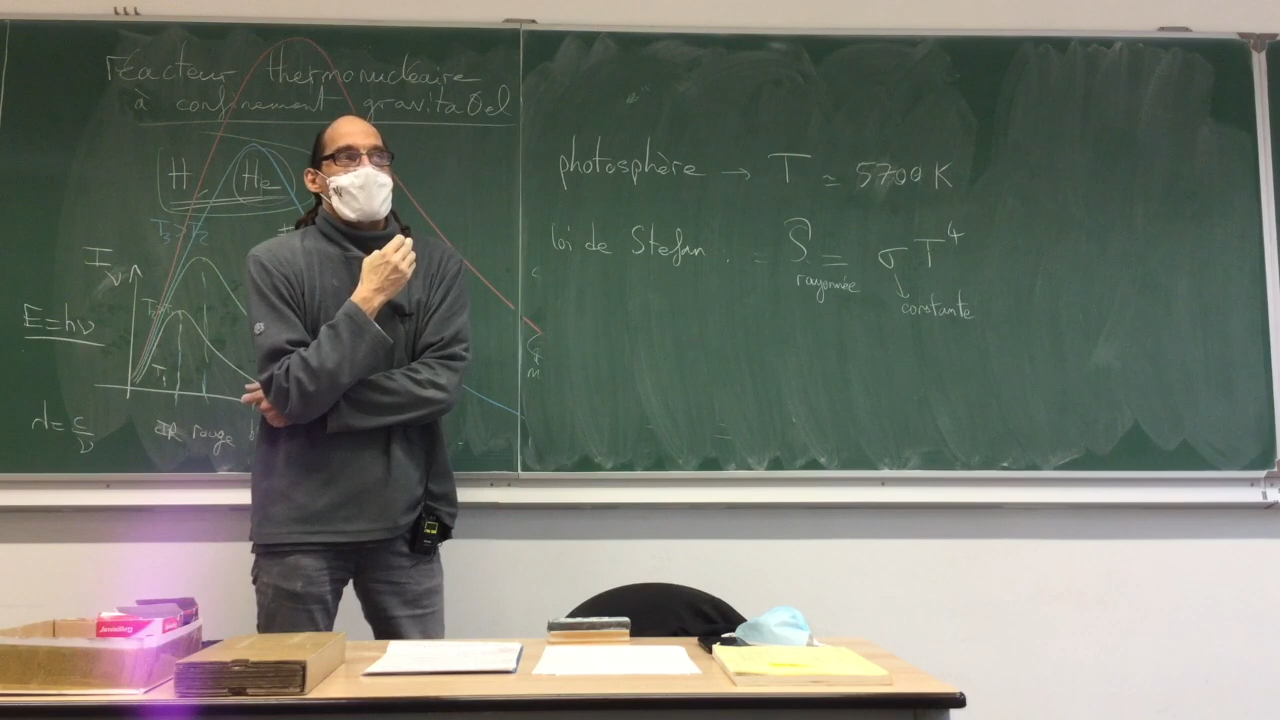 réacteur thermonucléaire
à confinement gravitaθel
H He
T3 > T2
Iν
E=hν
T1
λ= c/ν
IR rouge
photosphère → T ≃ 5700 K
loi de Stefan : = P = σ T⁴
rayonnée
constante